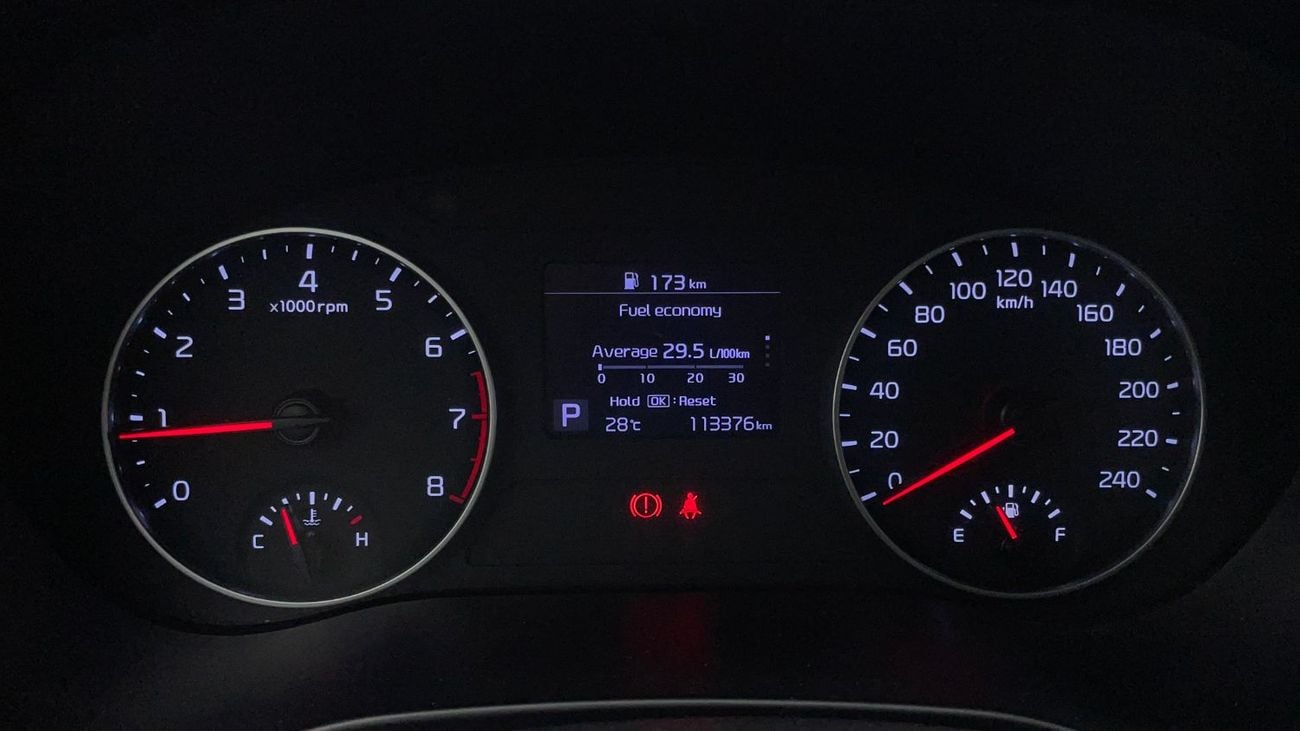 4
3
5
x1000 rpm
2
6
1
7
0
8
C
H
173 km
Fuel economy
Average 29.5 L/100km
0 10 20 30
Hold OK : Reset
P
28°C 113376 km
120
100
140
km/h
80
160
60
180
40
200
20
220
0
240
E
F